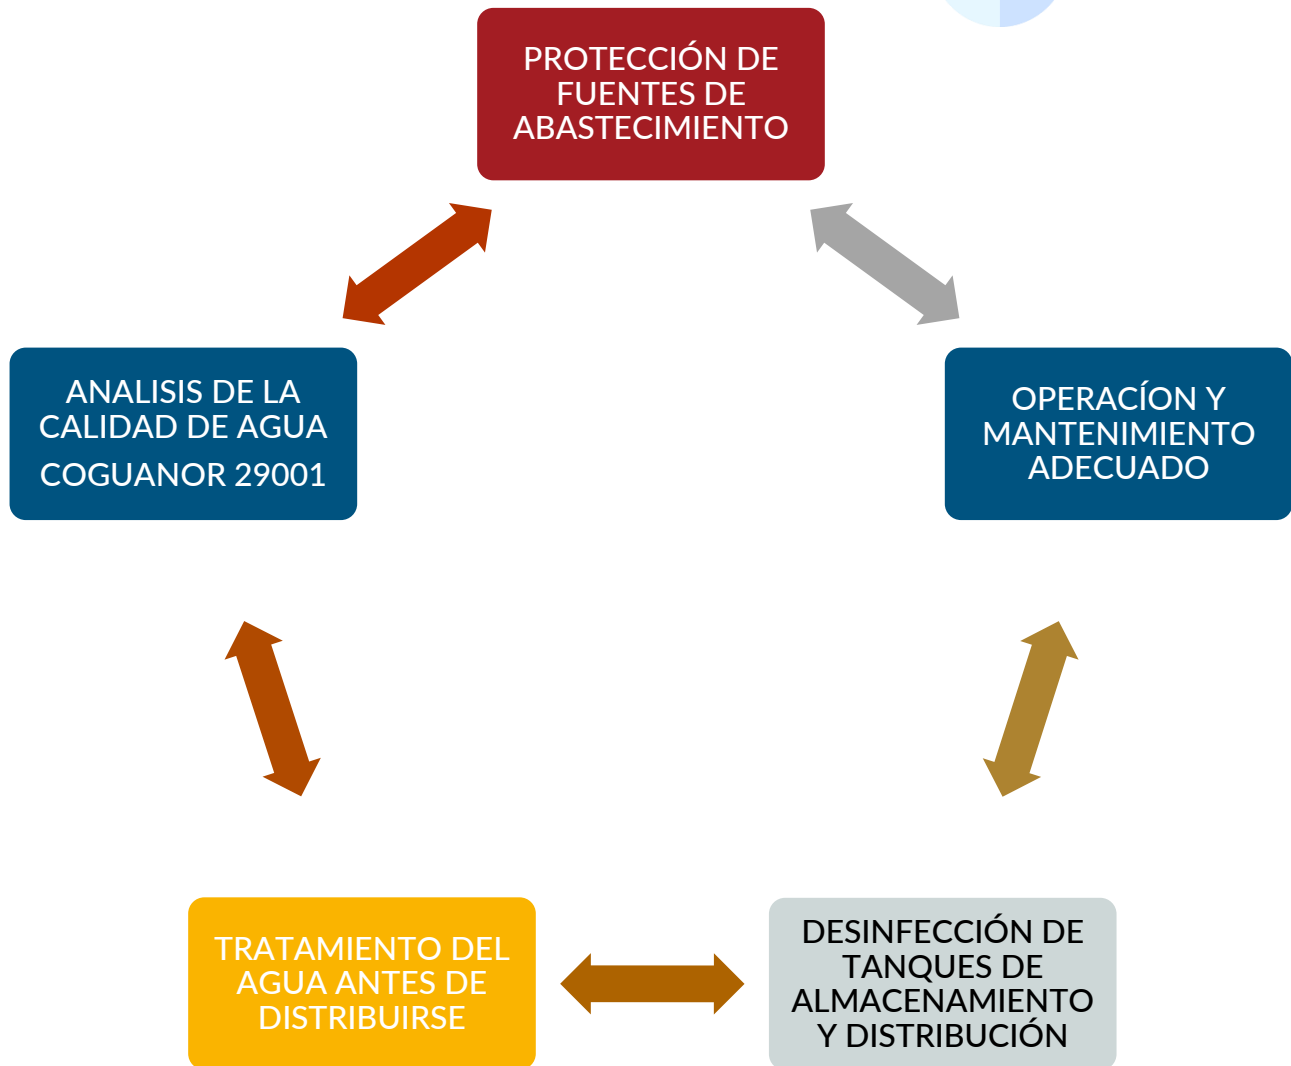 PROTECCIÓN DE
FUENTES DE
ABASTECIMIENTO
ANALISIS DE LA
CALIDAD DE AGUA
COGUANOR 29001
OPERACÍON Y
MANTENIMIENTO
ADECUADO
TRATAMIENTO DEL
AGUA ANTES DE
DISTRIBUIRSE
DESINFECCIÓN DE
TANQUES DE
ALMACENAMIENTO
Y DISTRIBUCIÓN